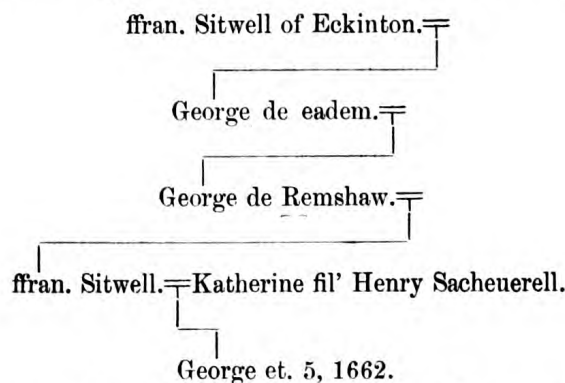 ffran. Sitwell of Eckinton.
George de eadem.
George de Remshaw.
ffran. Sitwell. Katherine fil' Henry Sacheuerell.
George et. 5, 1662.